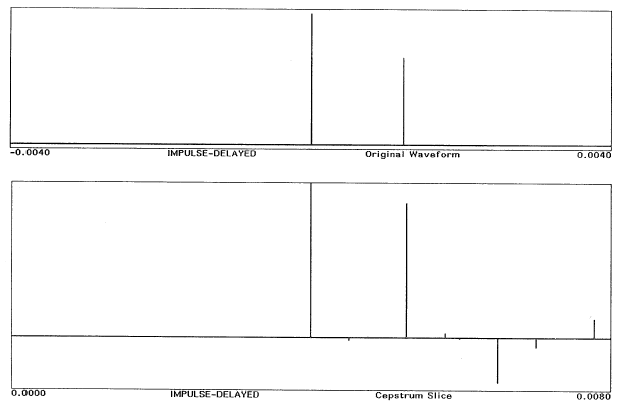 -0.0040 IMPULSE-DELAYED Original Waveform 0.0040
0.0000 IMPULSE-DELAYED Cepstrum Slice 0.0080